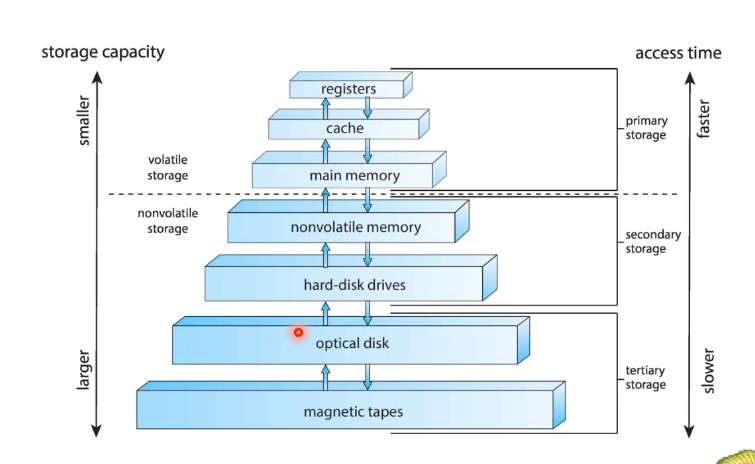 storage capacity
access time
smaller
faster
registers
cache
primary
storage
volatile
storage
main memory
nonvolatile
storage
nonvolatile memory
secondary
storage
hard-disk drives
optical disk
larger
slower
tertiary
storage
magnetic tapes